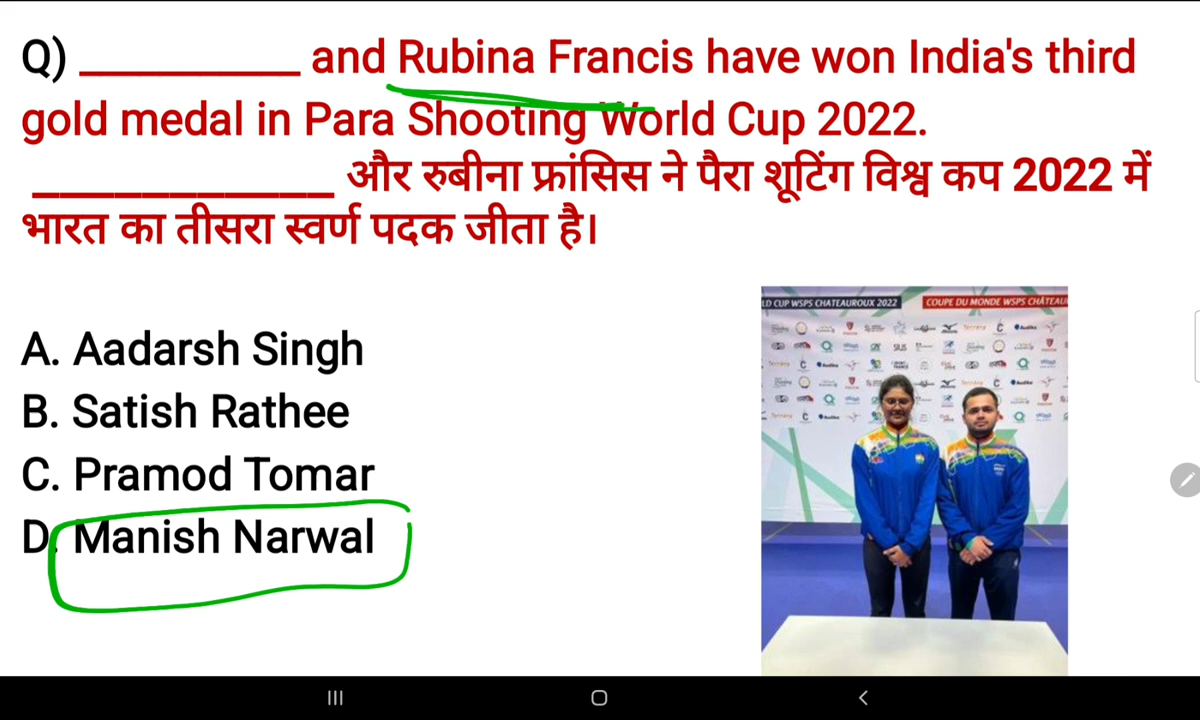 Q) __________ and Rubina Francis have won India's third
gold medal in Para Shooting World Cup 2022.
____________ और रुबीना फ्रांसिस ने पैरा शूटिंग विश्व कप 2022 में
भारत का तीसरा स्वर्ण पदक जीता है।
LD CUP WSPS CHATEAUROUX 2022
COUPE DU MONDE WSPS CHÂTEAU
A. Aadarsh Singh
B. Satish Rathee
C. Pramod Tomar
D. Manish Narwal